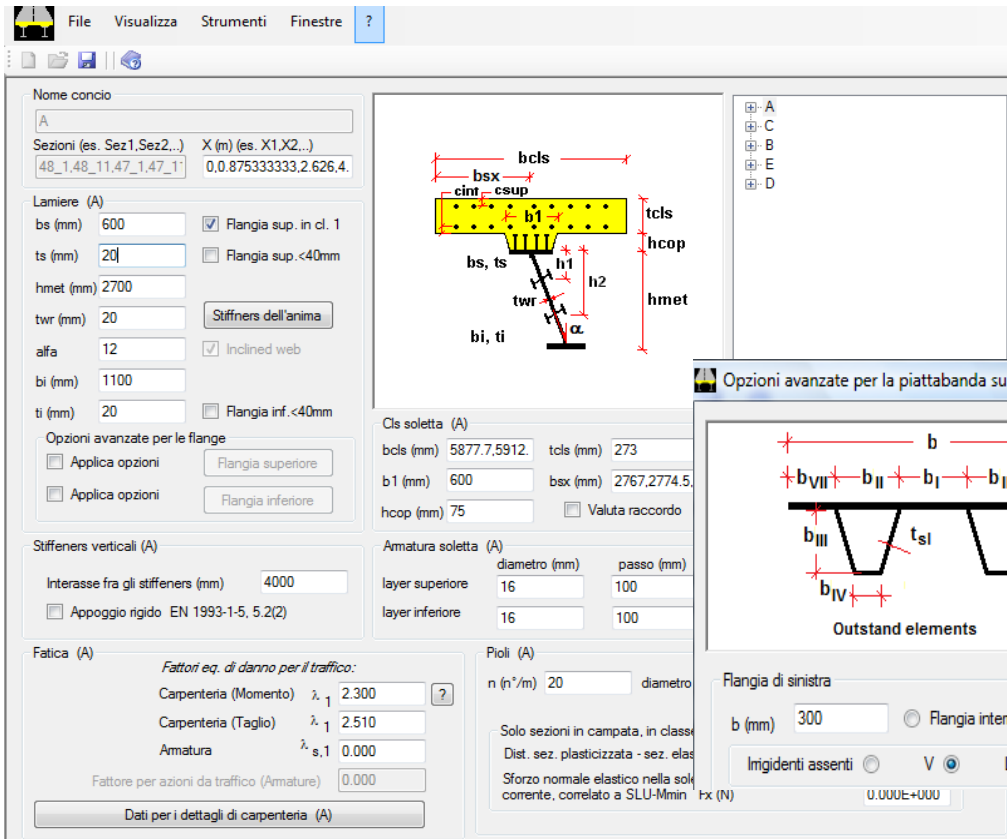 File Visualizza Strumenti Finestre ?
Nome concio
A
Sezioni (es. Sez1,Sez2,..) X (m) (es. X1,X2,..)
48_1,48_11,47_1,47_1 0,0.875333333,2.626,4.
Lamiere (A)
bs (mm) 600 Flangia sup. in cl. 1
ts (mm) 20 Flangia sup.<40mm
hmet (mm) 2700
twr (mm) 20 Stiffners dell'anima
alfa 12 Inclined web
bi (mm) 1100
ti (mm) 20 Flangia inf.<40mm
Opzioni avanzate per le flange
Applica opzioni Flangia superiore
Applica opzioni Flangia inferiore
Stiffeners verticali (A)
Interasse fra gli stiffeners (mm) 4000
Appoggio rigido EN 1993-1-5, 5.2(2)
Fatica (A)
Fattori eq. di danno per il traffico:
Carpenteria (Momento) λ 1 2.300 ?
Carpenteria (Taglio) λ 1 2.510
Armatura λ s,1 0.000
Fattore per azioni da traffico (Armature) 0.000
Dati per i dettagli di carpenteria (A)
bcls
bsx
cint csup
b1
tcls
hcop
bs, ts
h1
h2
twr
hmet
bi, ti
α
Cls soletta (A)
bcls (mm) 5877.7,5912. tcls (mm) 273
b1 (mm) 600 bsx (mm) 2767,2774.5,
hcop (mm) 75 Valuta raccordo
Armatura soletta (A)
diametro (mm) passo (mm)
layer superiore 16 100
layer inferiore 16 100
Pioli (A)
n (n°/m) 20 diametro
Solo sezioni in campata, in classe
Dist. sez. plasticizzata - sez. elas
Sforzo normale elastico nella sole
corrente, correlato a SLU-Mmin Fx (N) 0.000E+000
A
C
B
E
D
Opzioni avanzate per la piattabanda su
b
bVII bII bI bII
bIII
tsl
bIV
Outstand elements
Flangia di sinistra
b (mm) 300 Flangia inter
Irrigidenti assenti V